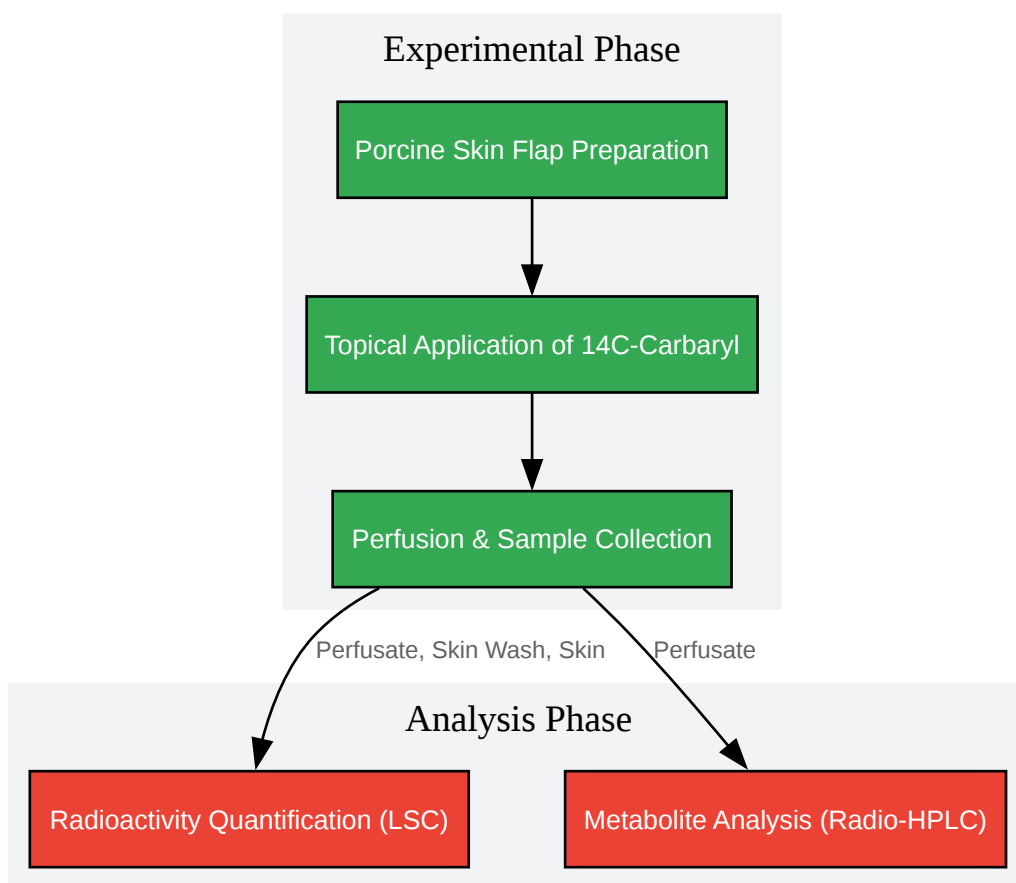 Experimental Phase
Porcine Skin Flap Preparation
Topical Application of 14C-Carbaryl
Perfusion & Sample Collection
Perfusate, Skin Wash, Skin
Perfusate
Analysis Phase
Radioactivity Quantification (LSC)
Metabolite Analysis (Radio-HPLC)